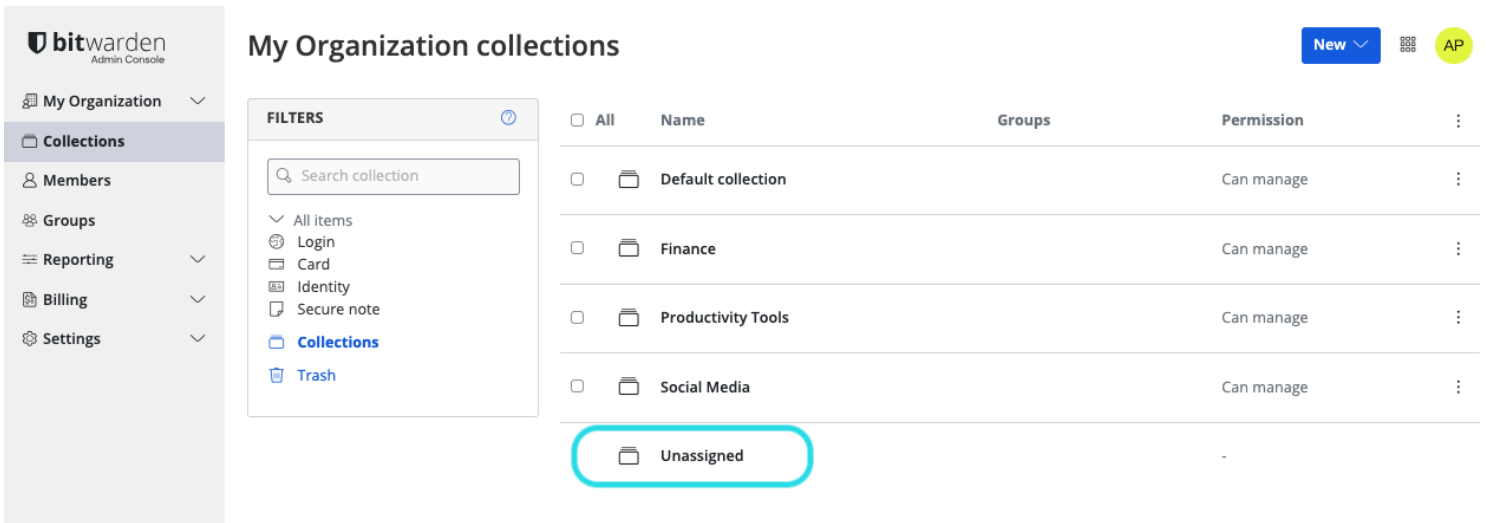 bitwarden
Admin Console
My Organization
Collections
Members
Groups
Reporting
Billing
Settings
My Organization collections
New
AP
FILTERS
Search collection
All items
Login
Card
Identity
Secure note
Collections
Trash
All Name Groups Permission
Default collection Can manage
Finance Can manage
Productivity Tools Can manage
Social Media Can manage
Unassigned -